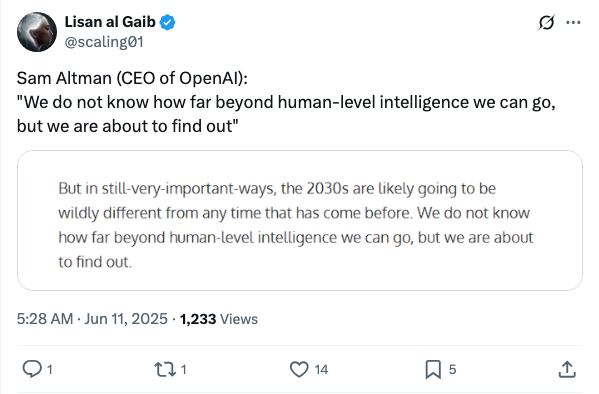 Lisan al Gaib
@scaling01
Sam Altman (CEO of OpenAI):
"We do not know how far beyond human-level intelligence we can go,
but we are about to find out"
But in still-very-important-ways, the 2030s are likely going to be
wildly different from any time that has come before. We do not know
how far beyond human-level intelligence we can go, but we are about
to find out.
5:28 AM · Jun 11, 2025 · 1,233 Views
1 1 14 5